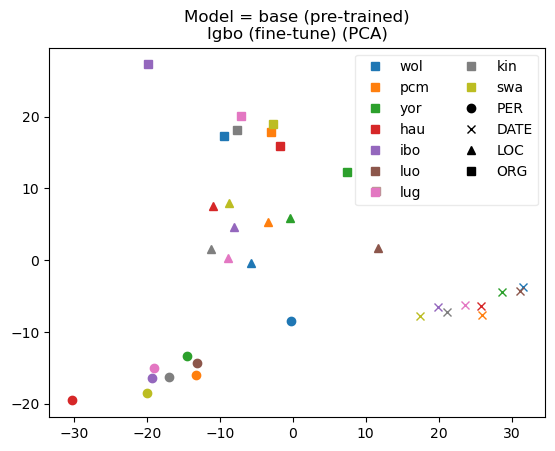 Model = base (pre-trained)
Igbo (fine-tune) (PCA)
wol kin
pcm swa
yor PER
hau DATE
ibo LOC
luo ORG
lug
20
10
0
−10
−20
−30 −20 −10 0 10 20 30